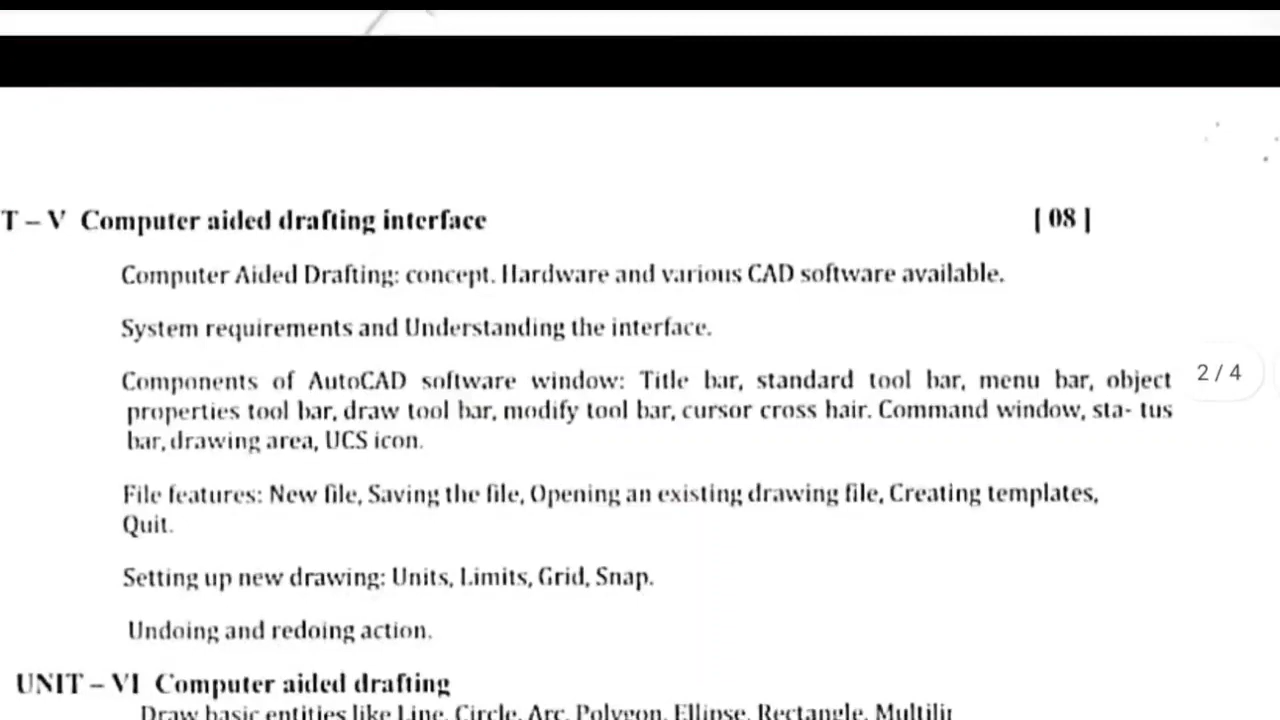 T – V Computer aided drafting interface [ 08 ]
Computer Aided Drafting: concept. Hardware and various CAD software available.
System requirements and Understanding the interface.
Components of AutoCAD software window: Title bar, standard tool bar, menu bar, object
properties tool bar, draw tool bar, modify tool bar, cursor cross hair. Command window, sta- tus
bar, drawing area, UCS icon.
2 / 4
File features: New file, Saving the file, Opening an existing drawing file, Creating templates,
Quit.
Setting up new drawing: Units, Limits, Grid, Snap.
Undoing and redoing action.
UNIT – VI Computer aided drafting
Draw basic entities like Line, Circle, Arc, Polygon, Ellipse, Rectangle,